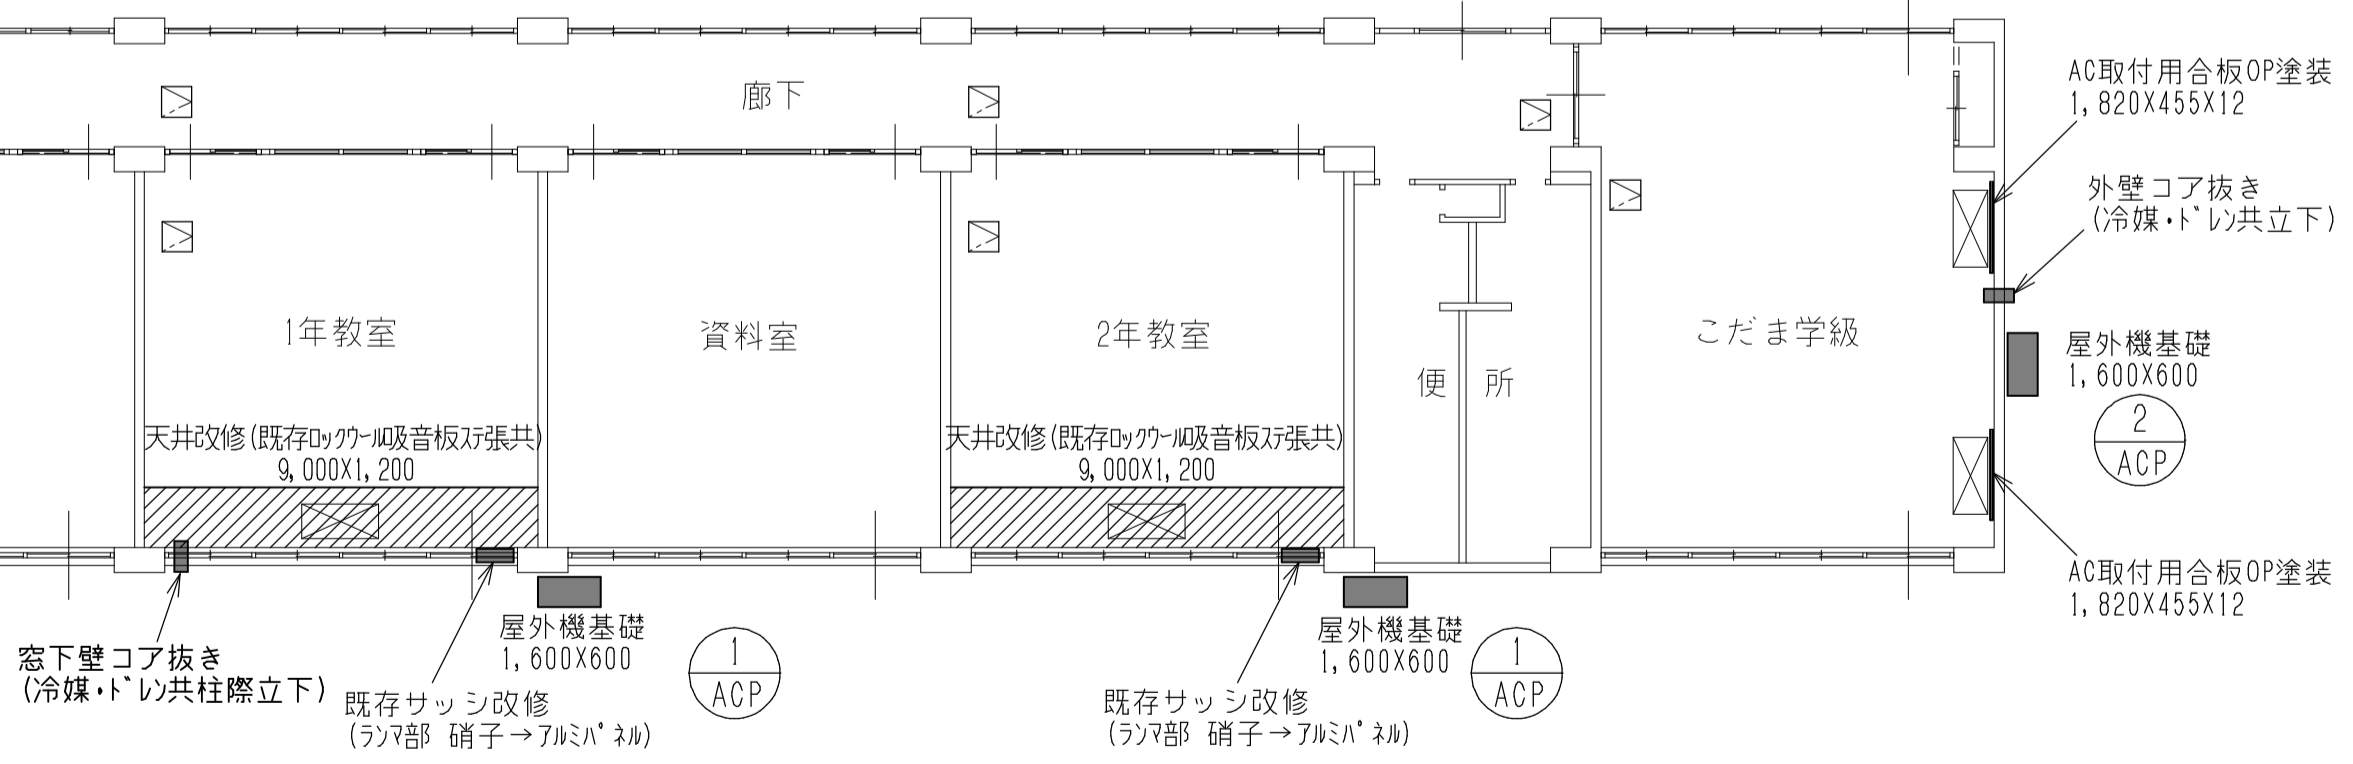 廊下
AC取付用合板OP塗装
1,820X455X12
外壁コア抜き
(冷媒・ドレン共立下)
1年教室
資料室
2年教室
こだま学級
屋外機基礎
1,600X600
2
ACP
便 所
天井改修(既存ロックウール吸音板ステ張共)
9,000X1,200
天井改修(既存ロックウール吸音板ステ張共)
9,000X1,200
AC取付用合板OP塗装
1,820X455X12
窓下壁コア抜き
(冷媒・ドレン共柱際立下)
既存サッシ改修
(ランマ部 硝子→アルミパネル)
屋外機基礎
1,600X600
1
ACP
既存サッシ改修
(ランマ部 硝子→アルミパネル)
屋外機基礎
1,600X600
1
ACP